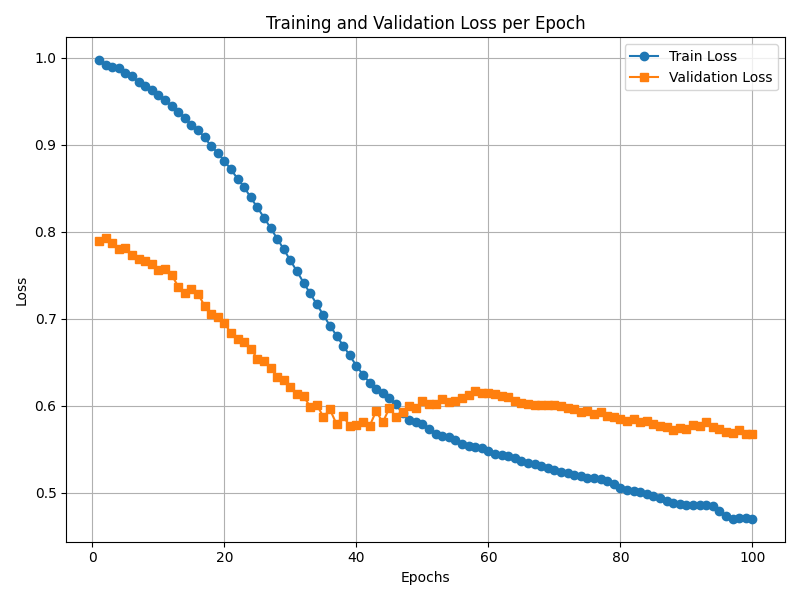 Training and Validation Loss per Epoch
Train Loss
Validation Loss
1.0
0.9
0.8
0.7
0.6
0.5
Loss
0 20 40 60 80 100
Epochs